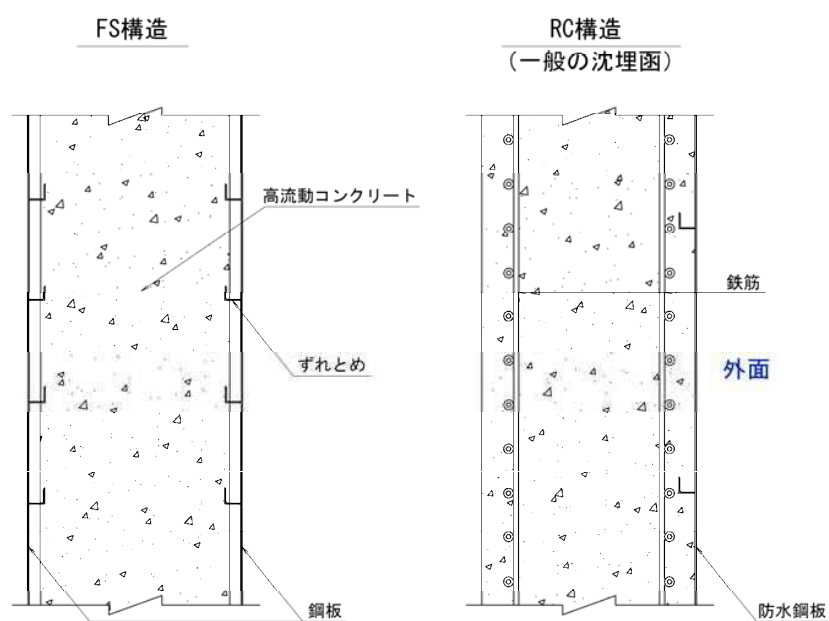 FS構造
RC構造
(一般の沈埋函)
高流動コンクリート
鉄筋
ずれとめ
外面
鋼板
防水鋼板